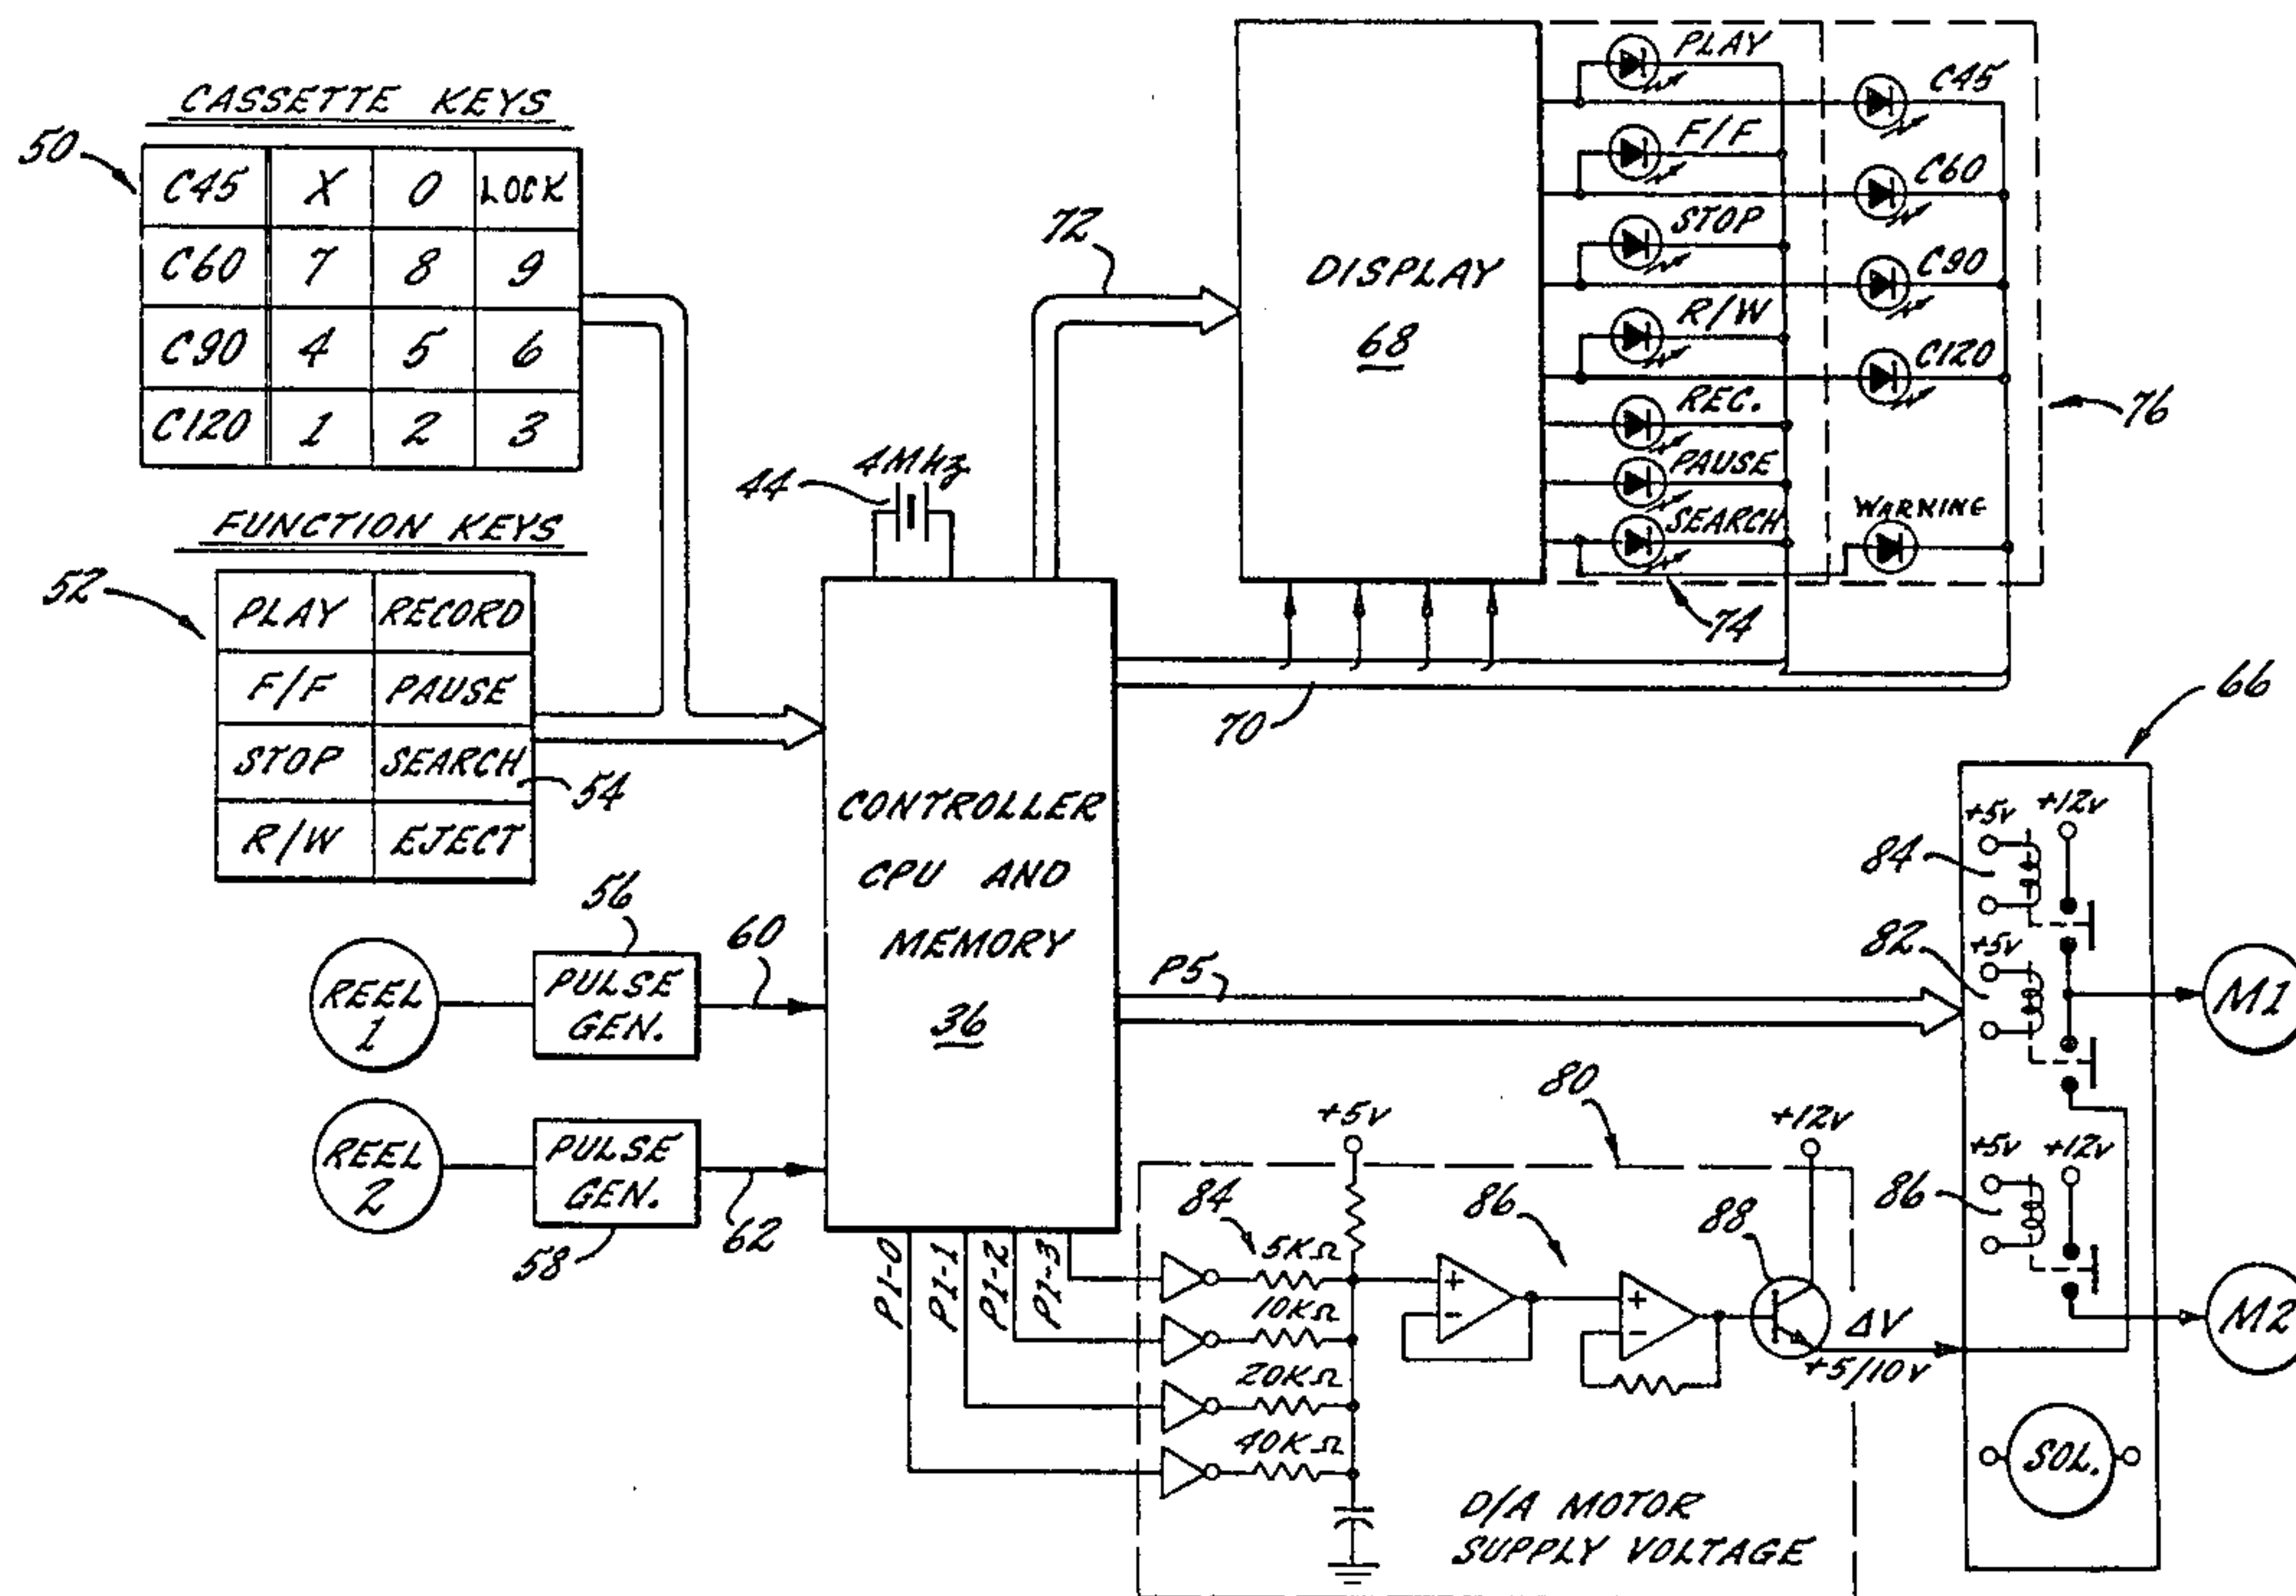 CASSETTE KEYS
50
C45 X 0 LOCK
C60 7 8 9
C90 4 5 6
C120 1 2 3
FUNCTION KEYS
52
PLAY RECORD
F/F PAUSE
STOP SEARCH
54
R/W EJECT
44
4Mhz
72
DISPLAY
68
PLAY
F/F
STOP
R/W
REC.
PAUSE
SEARCH
C45
C60
C90
C120
WARNING
76
74
70
CONTROLLER
CPU AND
MEMORY
36
REEL
1
56
PULSE
GEN.
60
REEL
2
PULSE
GEN.
58
62
P5
66
+5v
+12v
84
82
+5v
M1
+5v
+12v
86
M2
SOL.
P1-0
P1-1
P1-2
P1-3
80
+5v
+12v
84
5KΩ
10KΩ
20KΩ
40KΩ
86
88
ΔV
+5/10v
D/A MOTOR
SUPPLY VOLTAGE